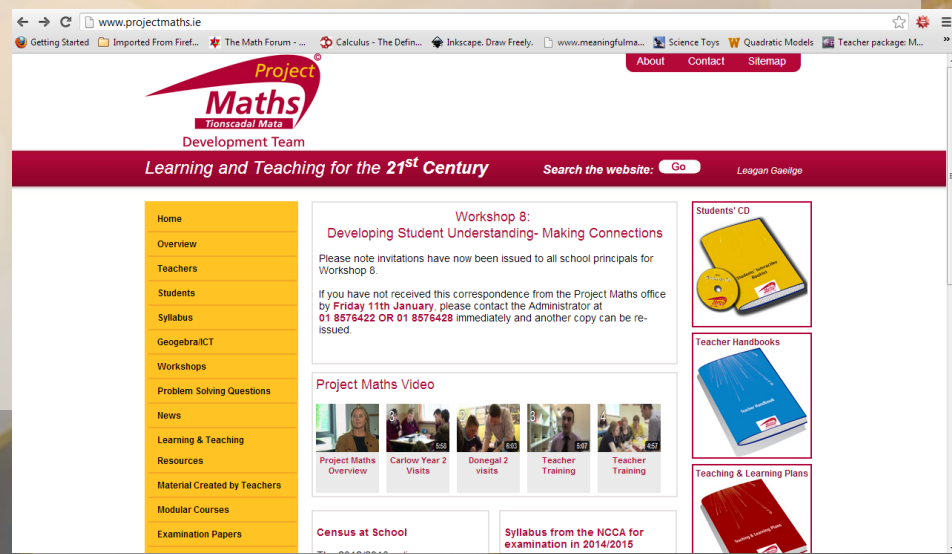 www.projectmaths.ie
Getting Started Imported From Firef... The Math Forum - ... Calculus - The Defin... Inkscape. Draw Freely. www.meaningfulma... Science Toys Quadratic Models Teacher package: M... »
About Contact Sitemap
Project©
Maths
Tionscadal Mata
Development Team
Learning and Teaching for the 21st Century Search the website: Go Leagan Gaeilge
Home
Overview
Teachers
Students
Syllabus
Geogebra/ICT
Workshops
Problem Solving Questions
News
Learning & Teaching
Resources
Material Created by Teachers
Modular Courses
Examination Papers
Workshop 8:
Developing Student Understanding- Making Connections
Please note invitations have now been issued to all school principals for
Workshop 8.
If you have not received this correspondence from the Project Maths office
by Friday 11th January, please contact the Administrator at
01 8576422 OR 01 8576428 immediately and another copy can be re-
issued.
Project Maths Video
5:58 6:03 5:07 4:57
Project Maths
Overview
Carlow Year 2
Visits
Donegal 2
visits
Teacher
Training
Teacher
Training
Census at School
Syllabus from the NCCA for
examination in 2014/2015
Students' CD
Students' Interactive
Booklet
Teacher Handbooks
Teacher Handbook
Teaching & Learning Plans
Teaching & Learning Plans